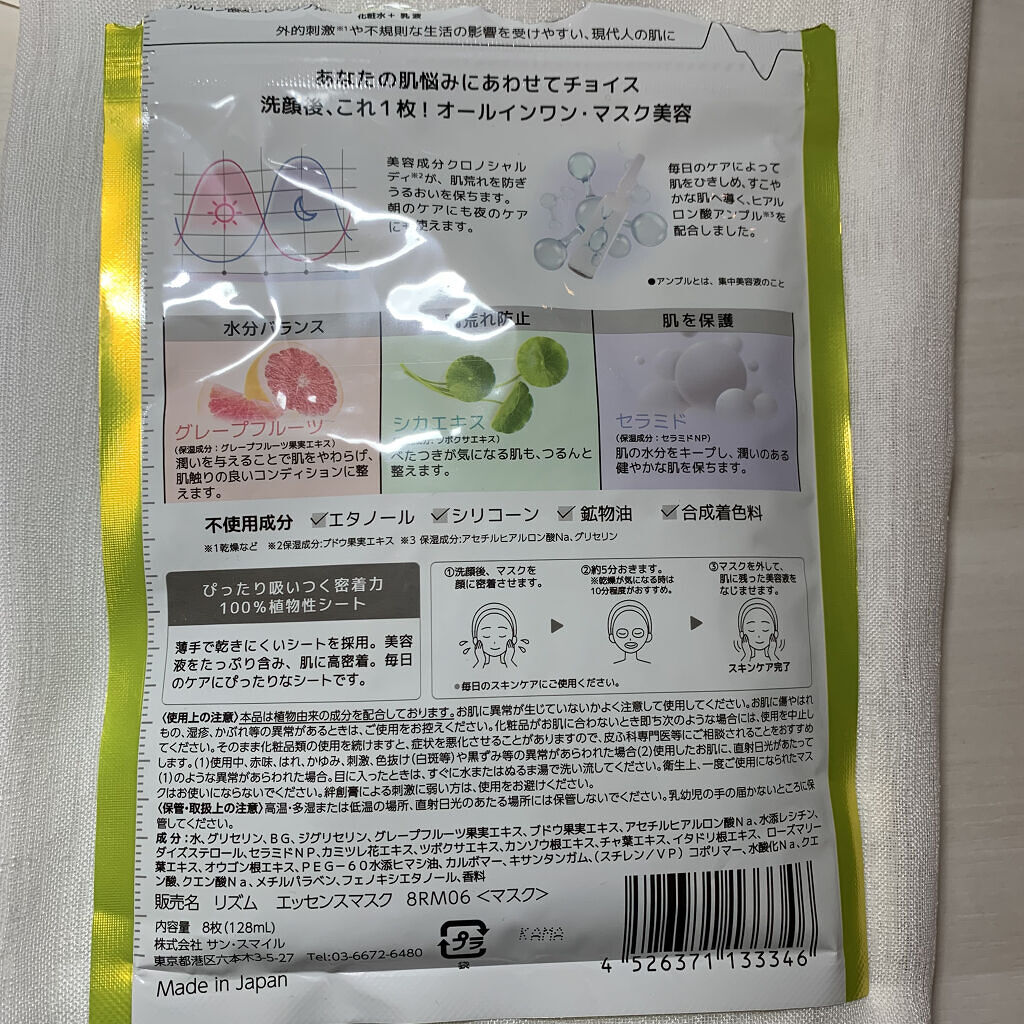 化粧水+乳液
外的刺激※1や不規則な生活の影響を受けやすい、現代人の肌に
あなたの肌悩みにあわせてチョイス
洗顔後、これ1枚!オールインワン・マスク美容
美容成分クロノシャル
ディ※2が、肌荒れを防ぎ
うるおいを保ちます。
朝のケアにも夜のケア
にも使えます。
毎日のケアによって
肌をひきしめ、すこや
かな肌へ導く、ヒアル
ロン酸アンプル※3を
配合しました。
●アンプルとは、集中美容液のこと
水分バランス
グレープフルーツ
(保湿成分:グレープフルーツ果実エキス)
潤いを与えることで肌をやわらげ、
肌触りの良いコンディションに整
えます。
荒れ防止
シカエキス
ツボクサエキス)
べたつきが気になる肌も、つるんと
整えます。
肌を保護
セラミド
(保湿成分:セラミドNP)
肌の水分をキープし、潤いのある
健やかな肌を保ちます。
不使用成分 ✓エタノール ✓シリコーン ✓鉱物油 ✓合成着色料
※1乾燥など ※2保湿成分:ブドウ果実エキス ※3 保湿成分:アセチルヒアルロン酸Na、グリセリン
ぴったり吸いつく密着力
100%植物性シート
薄手で乾きにくいシートを採用。美容
液をたっぷり含み、肌に高密着。毎日
のケアにぴったりなシートです。
①洗顔後、マスクを
顔に密着させます。
②約5分おきます。
※乾燥が気になる時は
10分程度がおすすめ。
③マスクを外して、
肌に残った美容液を
なじませます。
スキンケア完了
※毎日のスキンケアにご使用ください。
〈使用上の注意〉本品は植物由来の成分を配合しております。お肌に異常が生じていないかよく注意して使用してください。お肌に傷やはれ
もの、湿疹、かぶれ等の異常があるときは、ご使用をお控えください。化粧品がお肌に合わないとき即ち次のような場合には、使用を中止し
てください。そのまま化粧品類の使用を続けますと、症状を悪化させることがありますので、皮ふ科専門医等にご相談されることをおすすめ
します。(1)使用中、赤味、はれ、かゆみ、刺激、色抜け(白斑等)や黒ずみ等の異常があらわれた場合(2)使用したお肌に、直射日光があたって
(1)のような異常があらわれた場合。目に入ったときは、すぐに水またはぬるま湯で洗い流してください。衛生上、一度ご使用になられたマス
クはお使いにならないでください。絆創膏による刺激に弱い方は、使用をお避けください。
〈保管・取扱上の注意〉高温・多湿または低温の場所、直射日光のあたる場所には保管しないでください。乳幼児の手の届かないところに保
管してください。
成分:水、グリセリン、BG、ジグリセリン、グレープフルーツ果実エキス、ブドウ果実エキス、アセチルヒアルロン酸Na、水添レシチン、
ダイズステロール、セラミドNP、カミツレ花エキス、ツボクサエキス、カンゾウ根エキス、チャ葉エキス、イタドリ根エキス、ローズマリー
葉エキス、オウゴン根エキス、PEG-60水添ヒマシ油、カルボマー、キサンタンガム、(スチレン/VP)コポリマー、水酸化Na、クエ
ン酸、クエン酸Na、メチルパラベン、フェノキシエタノール、香料
販売名 リズム エッセンスマスク 8RM06 <マスク>
内容量 8枚(128mL)
株式会社 サン・スマイル
東京都港区六本木3-5-27 Tel:03-6672-6480
Made in Japan
プラ
袋
KAMA
4 526371 133346